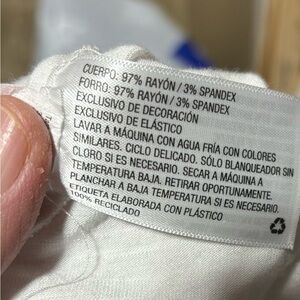 CUERPO: 97% RAYÓN / 3% SPANDEX
FORRO: 97% RAYÓN / 3% SPANDEX
EXCLUSIVO DE DECORACIÓN
EXCLUSIVO DE ELÁSTICO
LAVAR A MÁQUINA CON AGUA FRÍA CON COLORES
SIMILARES. CICLO DELICADO. SÓLO BLANQUEADOR SIN
CLORO SI ES NECESARIO. SECAR A MÁQUINA A
TEMPERATURA BAJA. RETIRAR OPORTUNAMENTE.
PLANCHAR A BAJA TEMPERATURA SI ES NECESARIO.
ETIQUETA ELABORADA CON PLÁSTICO
100% RECICLADO